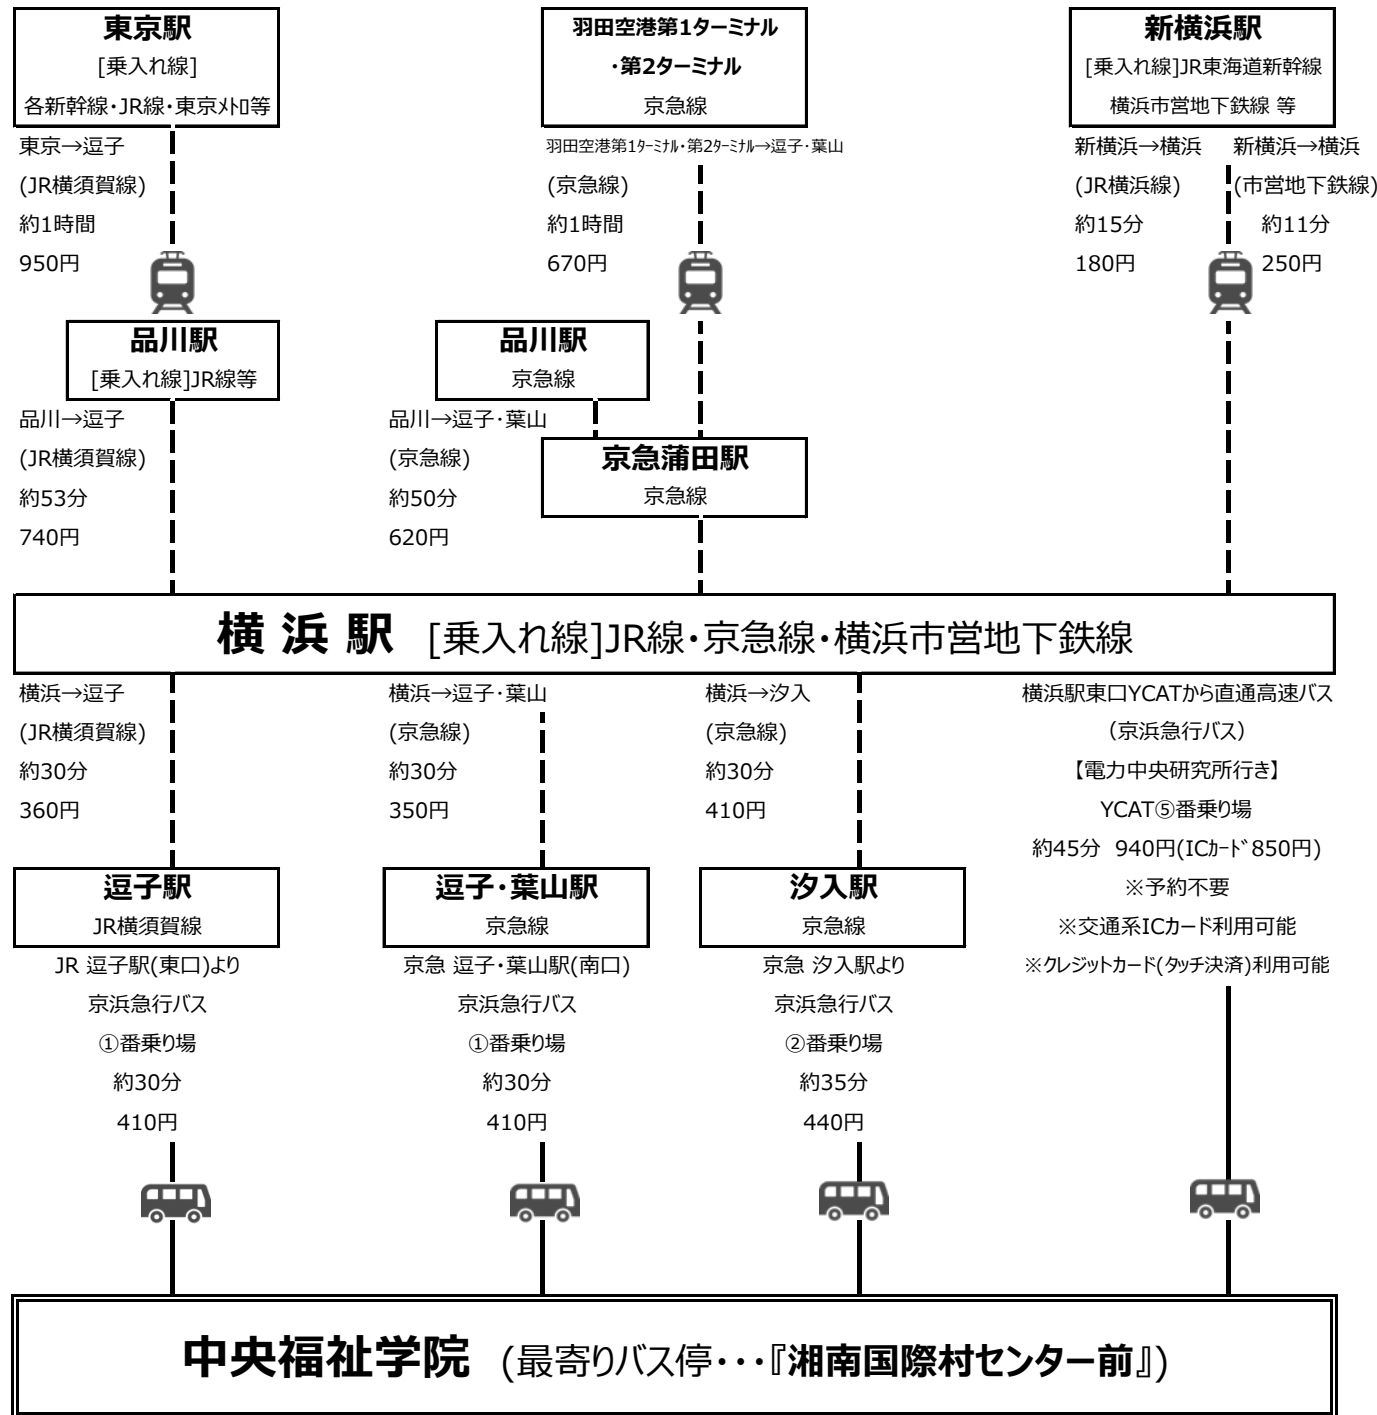 東京駅
[乗入れ線]
各新幹線・JR線・東京ﾒﾄﾛ等
東京→逗子
(JR横須賀線)
約1時間
950円
羽田空港第1ターミナル
・第2ターミナル
京急線
羽田空港第1ﾀｰﾐﾅﾙ・第2ﾀｰﾐﾅﾙ→逗子・葉山
(京急線)
約1時間
670円
新横浜駅
[乗入れ線]JR東海道新幹線
横浜市営地下鉄線 等
新横浜→横浜
(JR横浜線)
約15分
180円
新横浜→横浜
(市営地下鉄線)
約11分
250円
品川駅
[乗入れ線]JR線等
品川→逗子
(JR横須賀線)
約53分
740円
品川駅
京急線
品川→逗子・葉山
(京急線)
約50分
620円
京急蒲田駅
京急線
横 浜 駅 [乗入れ線]JR線・京急線・横浜市営地下鉄線
横浜→逗子
(JR横須賀線)
約30分
360円
横浜→逗子・葉山
(京急線)
約30分
350円
横浜→汐入
(京急線)
約30分
410円
横浜駅東口YCATから直通高速バス
（京浜急行バス）
【電力中央研究所行き】
YCAT⑤番乗り場
約45分 940円(ICｶｰﾄﾞ850円)
※予約不要
※交通系ICカード利用可能
※クレジットカード(タッチ決済)利用可能
逗子駅
JR横須賀線
JR 逗子駅(東口)より
京浜急行バス
①番乗り場
約30分
410円
逗子・葉山駅
京急線
京急 逗子・葉山駅(南口)
京浜急行バス
①番乗り場
約30分
410円
汐入駅
京急線
京急 汐入駅より
京浜急行バス
②番乗り場
約35分
440円
中央福祉学院 (最寄りバス停・・・『湘南国際村センター前』)